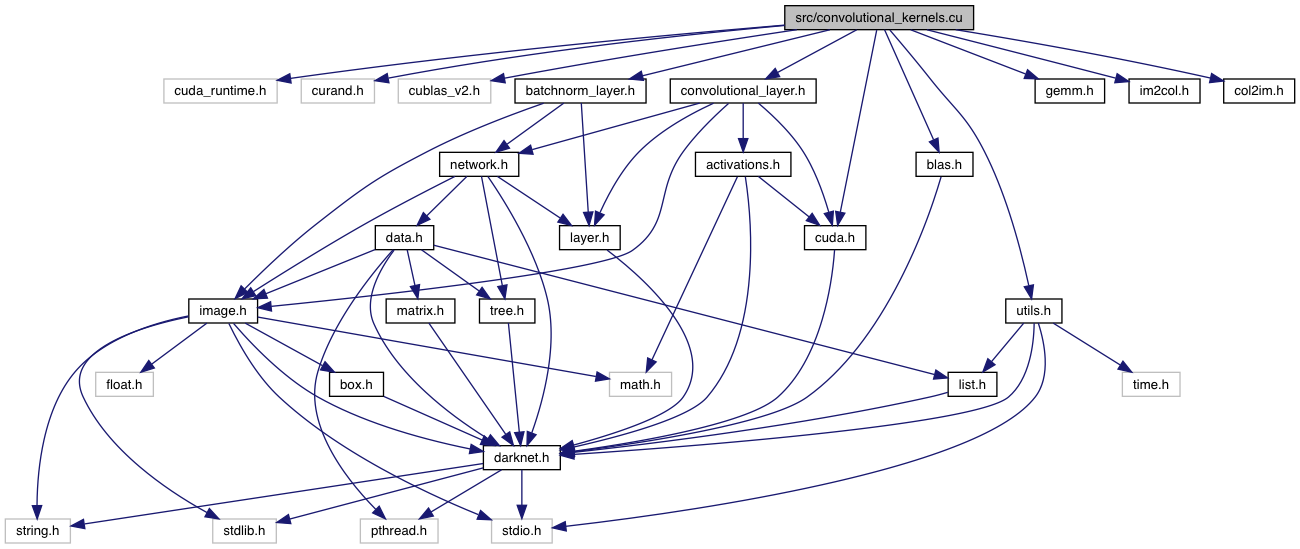 src/convolutional_kernels.cu
cuda_runtime.h
curand.h
cublas_v2.h
batchnorm_layer.h
convolutional_layer.h
gemm.h
im2col.h
col2im.h
network.h
activations.h
blas.h
data.h
layer.h
cuda.h
image.h
matrix.h
tree.h
utils.h
float.h
box.h
math.h
list.h
time.h
darknet.h
string.h
stdlib.h
pthread.h
stdio.h